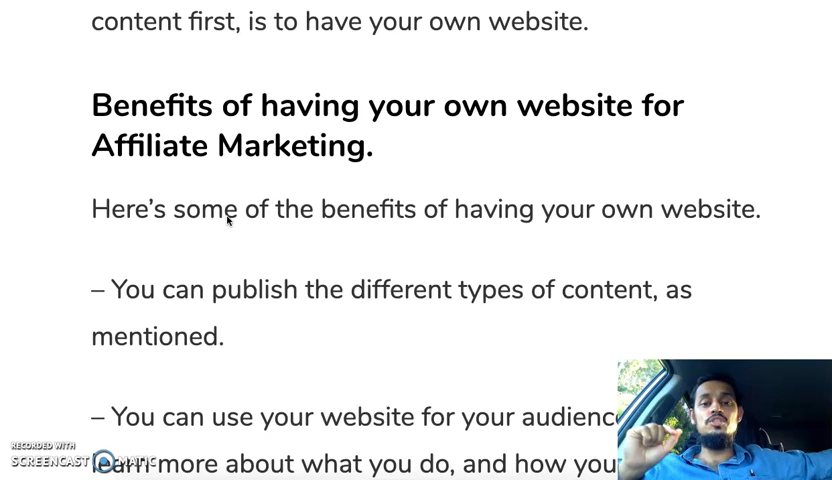 content first, is to have your own website.
Benefits of having your own website for
Affiliate Marketing.
Here's some of the benefits of having your own website.
– You can publish the different types of content, as
mentioned.
– You can use your website for your audienc
learn more about what you do, and how you
RECORDED WITH
SCREENCAST MATIC